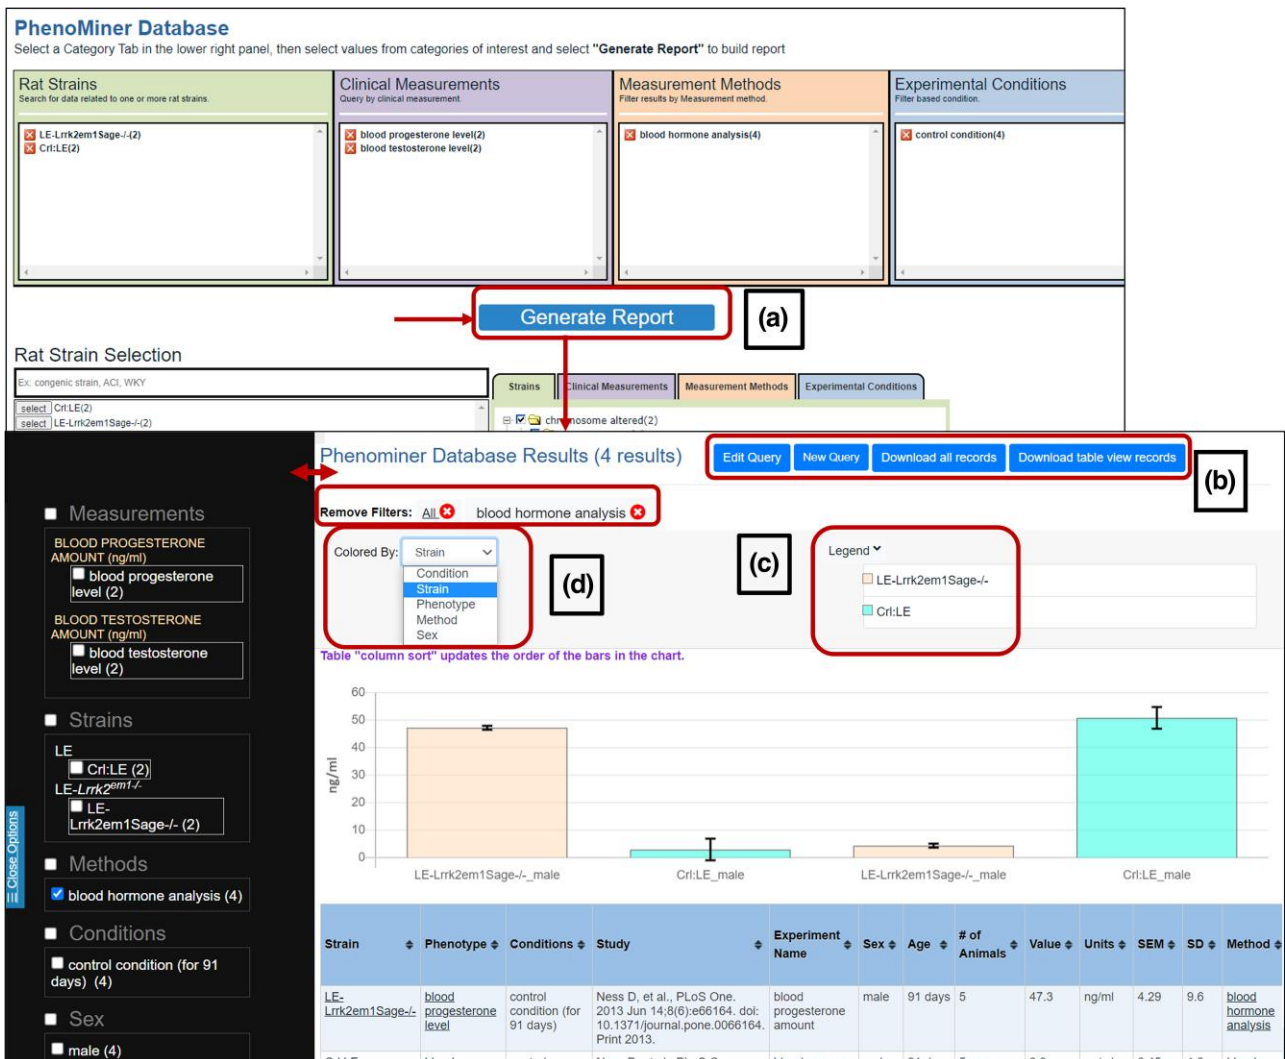 PhenoMiner Database
Select a Category Tab in the lower right panel, then select values from categories of interest and select "Generate Report" to build report
Rat Strains
Search for data related to one or more rat strains.
LE-Lrrk2em1Sage-/-(2)
Crl:LE(2)
Clinical Measurements
Query by clinical measurement.
blood progesterone level(2)
blood testosterone level(2)
Measurement Methods
Filter results by Measurement method.
blood hormone analysis(4)
Experimental Conditions
Filter based condition.
control condition(4)
Generate Report
(a)
Rat Strain Selection
Ex: congenic strain, ACI, WKY
select Crl:LE(2)
select LE-Lrrk2em1Sage-/-(2)
Strains
Clinical Measurements
Measurement Methods
Experimental Conditions
chromosome altered(2)
Phenominer Database Results (4 results)
Edit Query
New Query
Download all records
Download table view records
(b)
Remove Filters: All blood hormone analysis
Colored By: Strain
Condition
Strain
Phenotype
Method
Sex
(d)
(c)
Legend
LE-Lrrk2em1Sage-/-
Crl:LE
Table "column sort" updates the order of the bars in the chart.
Measurements
BLOOD PROGESTERONE
AMOUNT (ng/ml)
blood progesterone
level (2)
BLOOD TESTOSTERONE
AMOUNT (ng/ml)
blood testosterone
level (2)
Strains
LE
Crl:LE (2)
LE-Lrrk2em1-/-
LE-
Lrrk2em1Sage-/- (2)
Methods
blood hormone analysis (4)
Conditions
control condition (for 91
days) (4)
Sex
male (4)
Close Options
60
50
40
30
20
10
0
ng/ml
LE-Lrrk2em1Sage-/-_male
Crl:LE_male
LE-Lrrk2em1Sage-/-_male
Crl:LE_male
Strain Phenotype Conditions Study Experiment Name Sex Age # of Animals Value Units SEM SD Method
LE- blood control Ness D, et al., PLoS One. blood male 91 days 5 47.3 ng/ml 4.29 9.6 blood
Lrrk2em1Sage-/- progesterone condition (for 2013 Jun 14;8(6):e66164. doi: progesterone hormone
level 91 days) 10.1371/journal.pone.0066164. amount analysis
Print 2013.